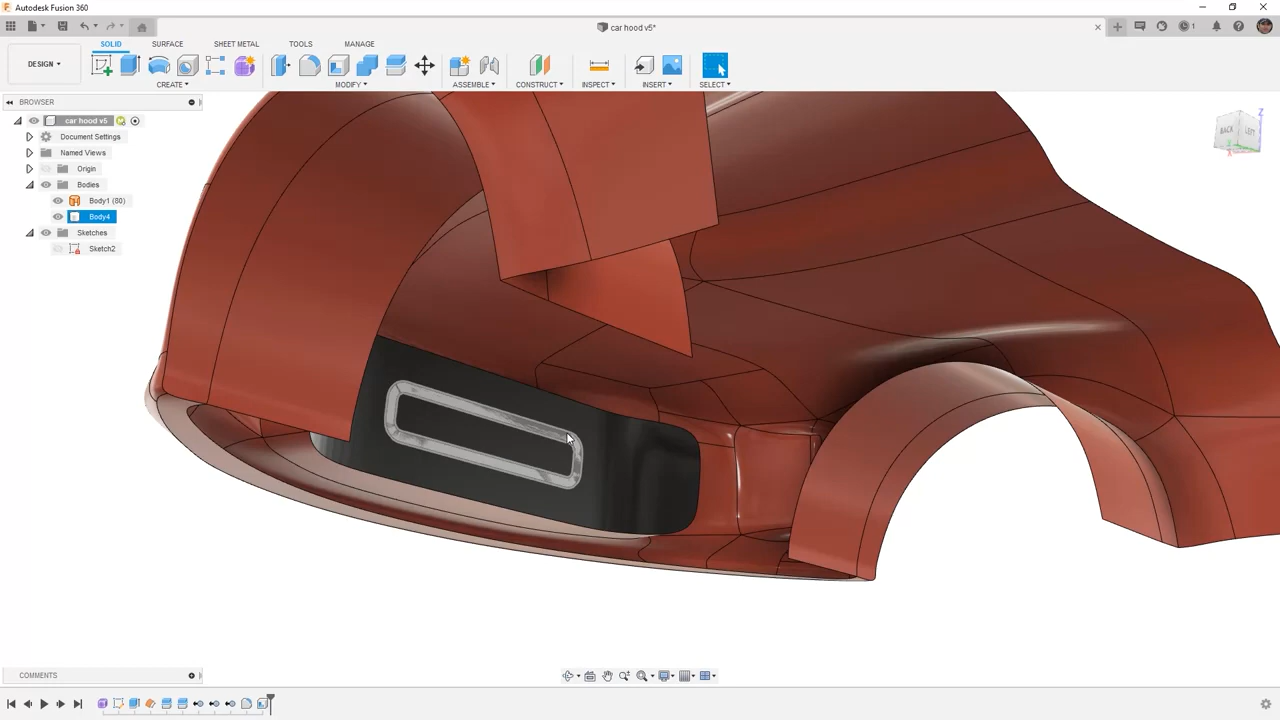 Autodesk Fusion 360
car hood v5*
1
DESIGN
SOLID
SURFACE
SHEET METAL
TOOLS
MANAGE
CREATE
MODIFY
ASSEMBLE
CONSTRUCT
INSPECT
INSERT
SELECT
BROWSER
car hood v5
Document Settings
Named Views
Origin
Bodies
Body1 (80)
Body4
Sketches
Sketch2
Z
BACK
LEFT
COMMENTS